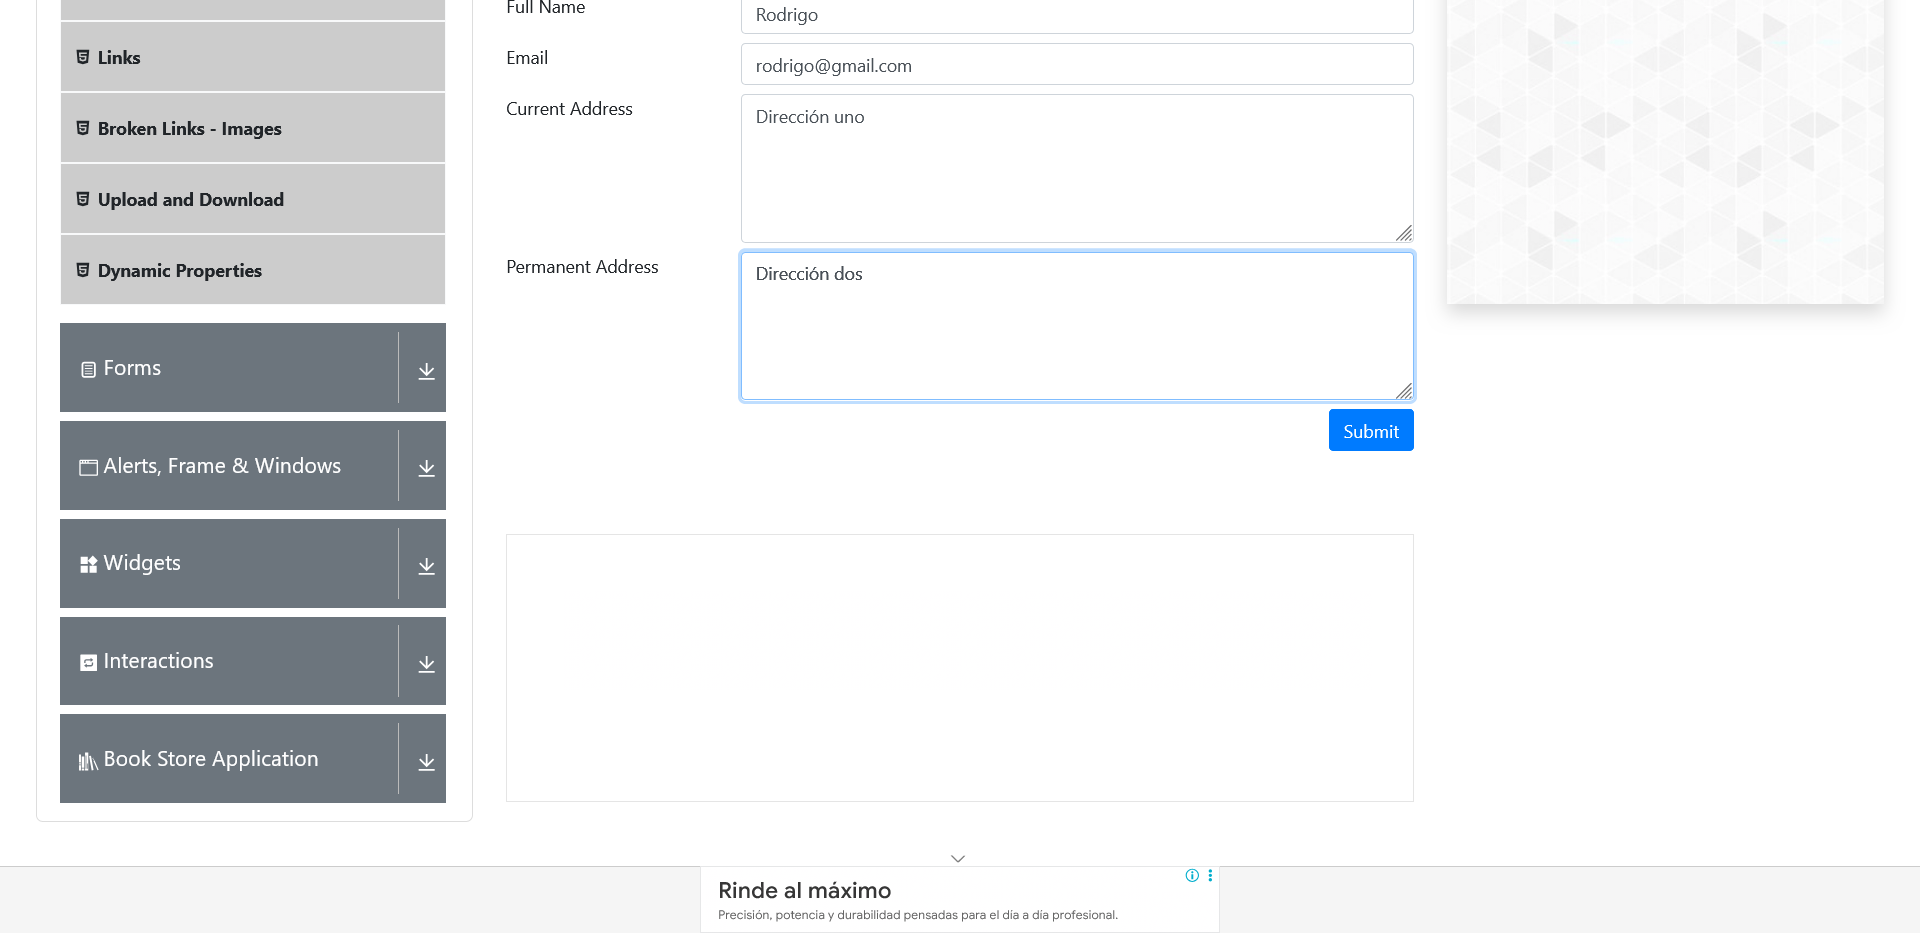 Links
Broken Links - Images
Upload and Download
Dynamic Properties
Forms
Alerts, Frame & Windows
Widgets
Interactions
Book Store Application
Full Name
Rodrigo
Email
rodrigo@gmail.com
Current Address
Dirección uno
Permanent Address
Dirección dos
Submit
Rinde al máximo
Precisión, potencia y durabilidad pensadas para el día a día profesional.